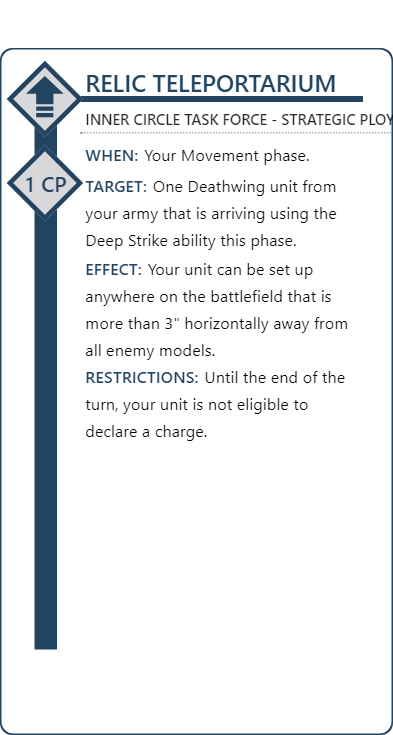 RELIC TELEPORTARIUM
INNER CIRCLE TASK FORCE - STRATEGIC PLOY
1 CP
WHEN: Your Movement phase.
TARGET: One Deathwing unit from
your army that is arriving using the
Deep Strike ability this phase.
EFFECT: Your unit can be set up
anywhere on the battlefield that is
more than 3" horizontally away from
all enemy models.
RESTRICTIONS: Until the end of the
turn, your unit is not eligible to
declare a charge.